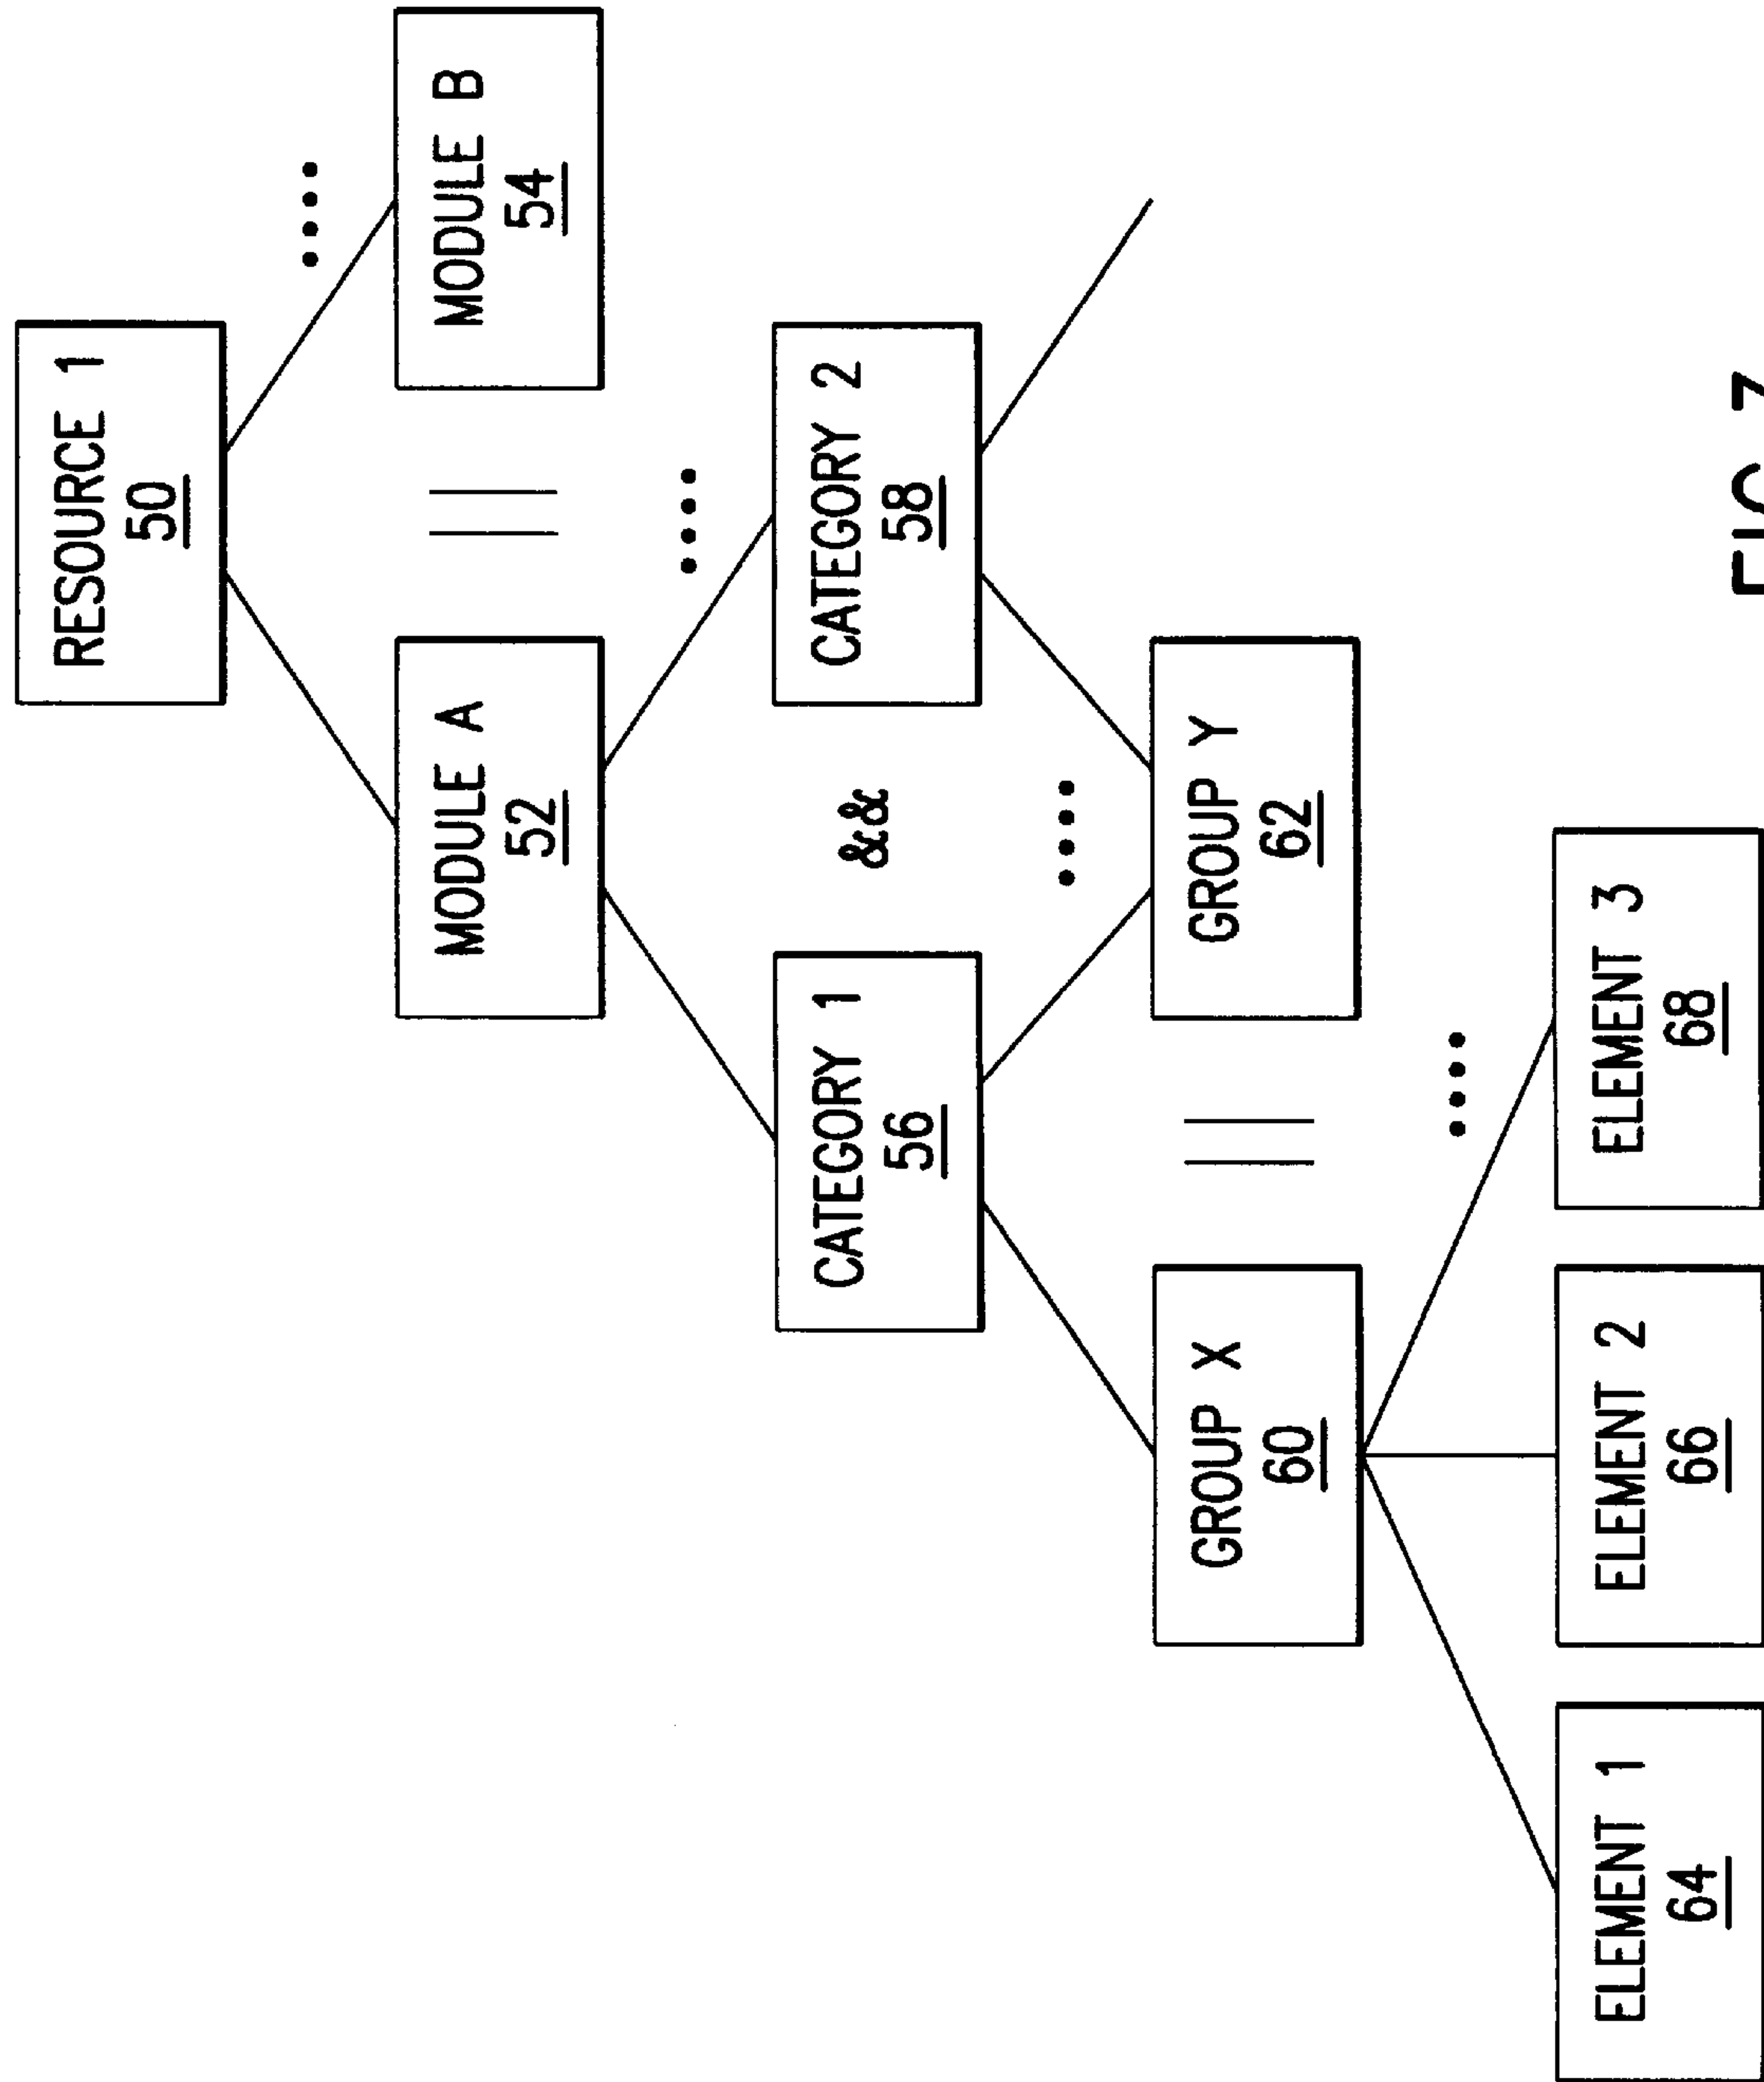 RESOURCE 1
50
....
MODULE A
52
||
MODULE B
54
....
CATEGORY 1
56
&&
CATEGORY 2
58
....
GROUP X
60
||
GROUP Y
62
....
ELEMENT 1
64
ELEMENT 2
66
ELEMENT 3
68
FIG